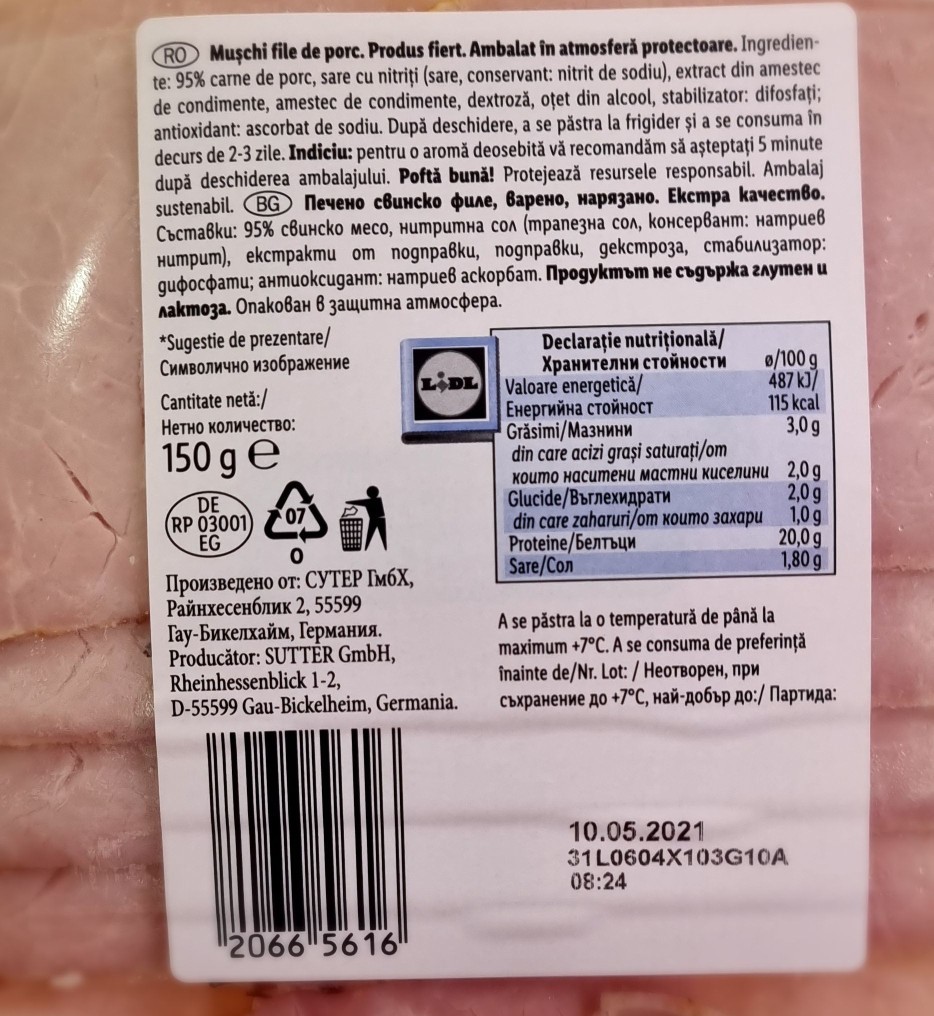 RO Mușchi file de porc. Produs fiert. Ambalat în atmosferă protectoare. Ingredien-
te: 95% carne de porc, sare cu nitriți (sare, conservant: nitrit de sodiu), extract din amestec
de condimente, amestec de condimente, dextroză, oțet din alcool, stabilizator: difosfați;
antioxidant: ascorbat de sodiu. După deschidere, a se păstra la frigider și a se consuma în
decurs de 2-3 zile. Indiciu: pentru o aromă deosebită vă recomandăm să așteptați 5 minute
după deschiderea ambalajului. Poftă bună! Protejează resursele responsabil. Ambalaj
sustenabil. BG Печено свинско филе, варено, нарязано. Екстра качество.
Съставки: 95% свинско месо, нитритна сол (трапезна сол, консервант: натриев
нитрит), екстракти от подправки, подправки, декстроза, стабилизатор:
дифосфати; антиоксидант: натриев аскорбат. Продуктът не съдържа глутен и
лактоза. Опакован в защитна атмосфера.
*Sugestie de prezentare/
Символично изображение
Cantitate netă:/
Нетно количество:
150 g e
DE
RP 03001
EG
07
O
Произведено от: СУТЕР ГмбХ,
Райнхесенблик 2, 55599
Гау-Бикелхайм, Германия.
Producător: SUTTER GmbH,
Rheinhessenblick 1-2,
D-55599 Gau-Bickelheim, Germania.
LIDL
Declarație nutrițională/
Хранителни стойности ø/100 g
Valoare energetică/ 487 kJ/
Енергийна стойност 115 kcal
Grăsimi/Мазнини 3,0 g
din care acizi grași saturați/от
които наситени мастни киселини 2,0 g
Glucide/Въглехидрати 2,0 g
din care zaharuri/от които захари 1,0 g
Proteine/Белтъци 20,0 g
Sare/Сол 1,80 g
A se păstra la o temperatură de până la
maximum +7°C. A se consuma de preferință
înainte de/Nr. Lot: / Неотворен, при
съхранение до +7°C, най-добър до:/ Партида:
10.05.2021
31L0604X103G10A
08:24
2066 5616